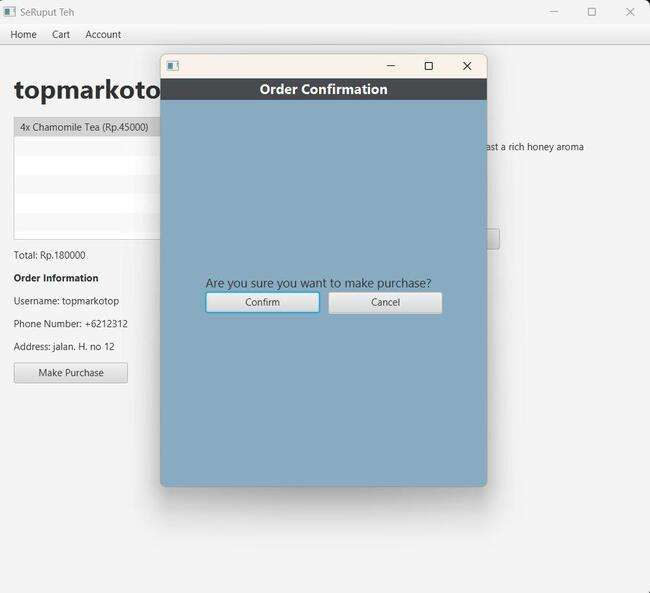 SeRuput Teh
Home Cart Account
topmarkoto
4x Chamomile Tea (Rp.45000)
a rich honey aroma
Total: Rp.180000
Order Information
Username: topmarkotop
Phone Number: +6212312
Address: jalan. H. no 12
Make Purchase
Order Confirmation
Are you sure you want to make purchase?
Confirm Cancel